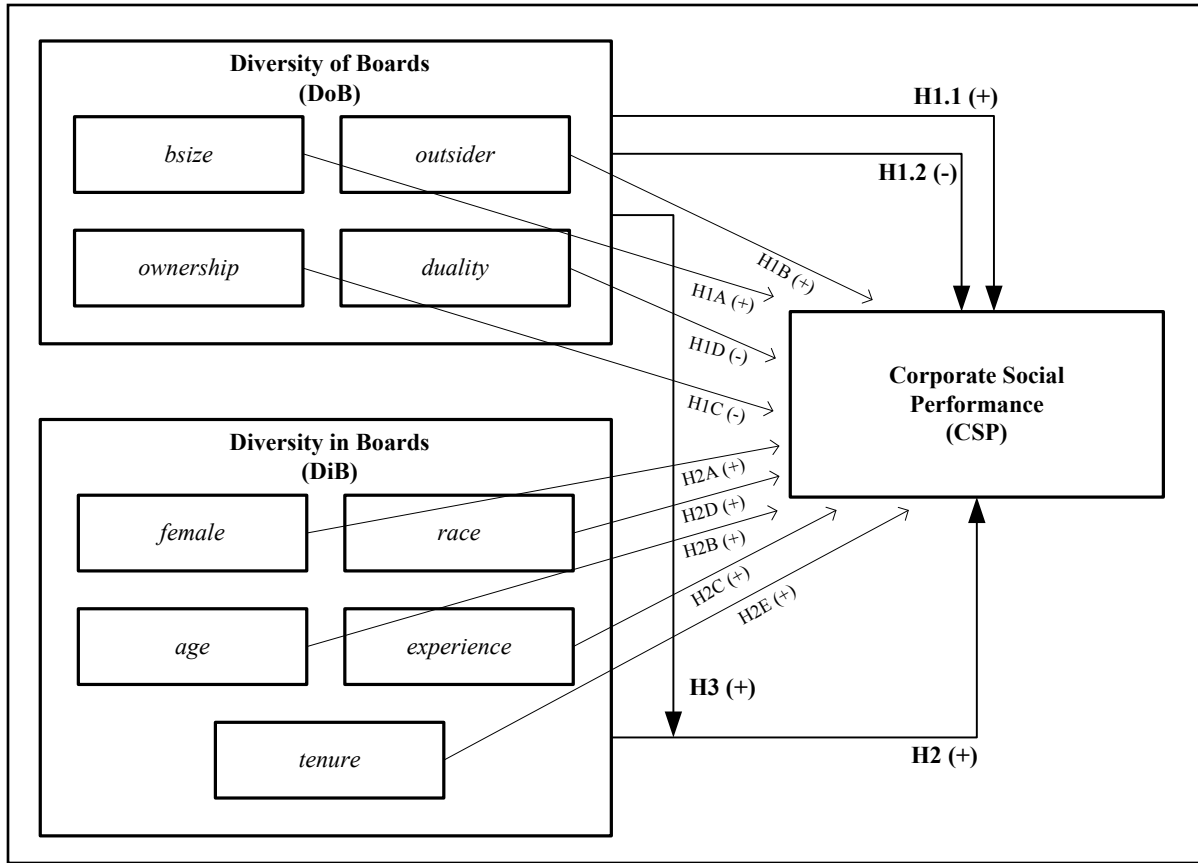 Diversity of Boards
(DoB)
bsize
outsider
ownership
duality
H1.1 (+)
H1.2 (-)
H1B (+)
H1A (+)
H1D (-)
H1C (-)
Corporate Social
Performance
(CSP)
Diversity in Boards
(DiB)
female
race
age
experience
tenure
H2A (+)
H2D (+)
H2B (+)
H2C (+)
H2E (+)
H3 (+)
H2 (+)